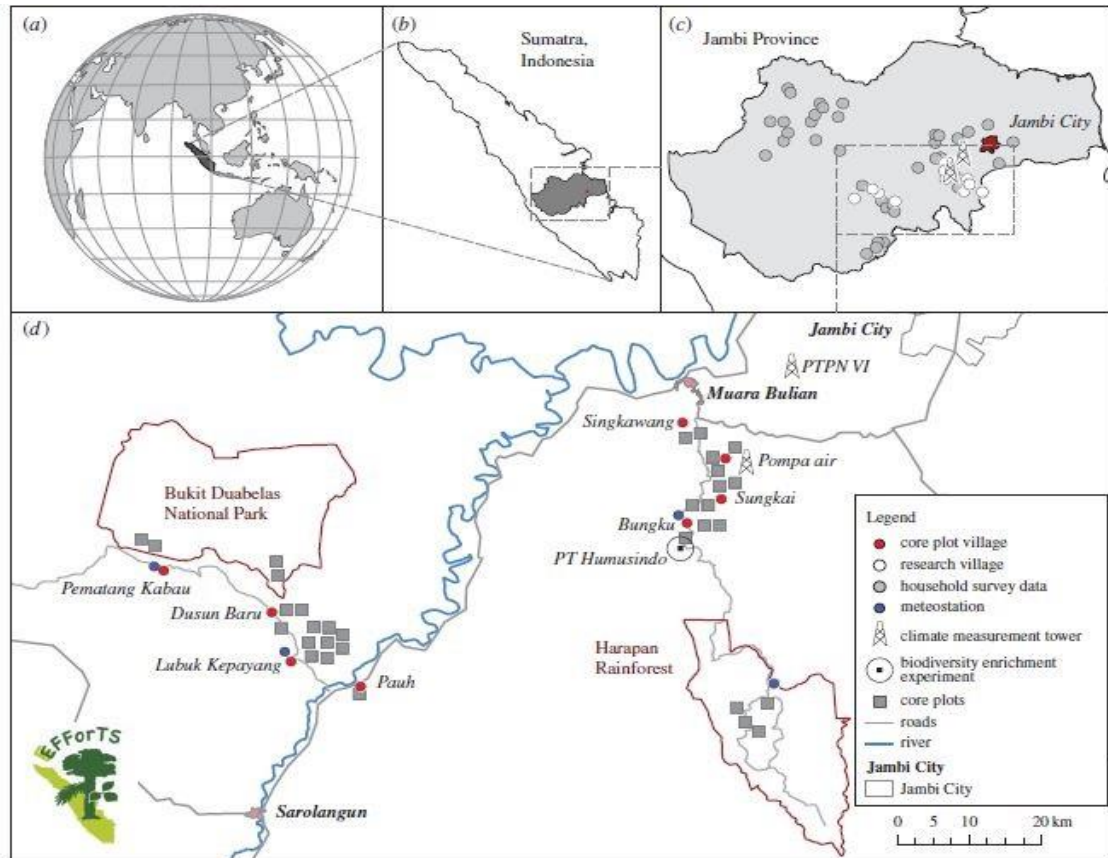 (a)
(b)
Sumatra,
Indonesia
(c)
Jambi Province
Jambi City
(d)
Jambi City
PTPN VI
Muara Bulian
Singkawang
Pompa air
Bukit Duabelas
National Park
Sungkai
Bungku
PT Humusindo
Pematang Kabau
Dusun Baru
Lubuk Kepayang
Harapan
Rainforest
Pauh
EFForTS
Sarolangun
Legend
core plot village
research village
household survey data
meteostation
climate measurement tower
biodiversity enrichment
experiment
core plots
roads
river
Jambi City
Jambi City
0 5 10 20 km